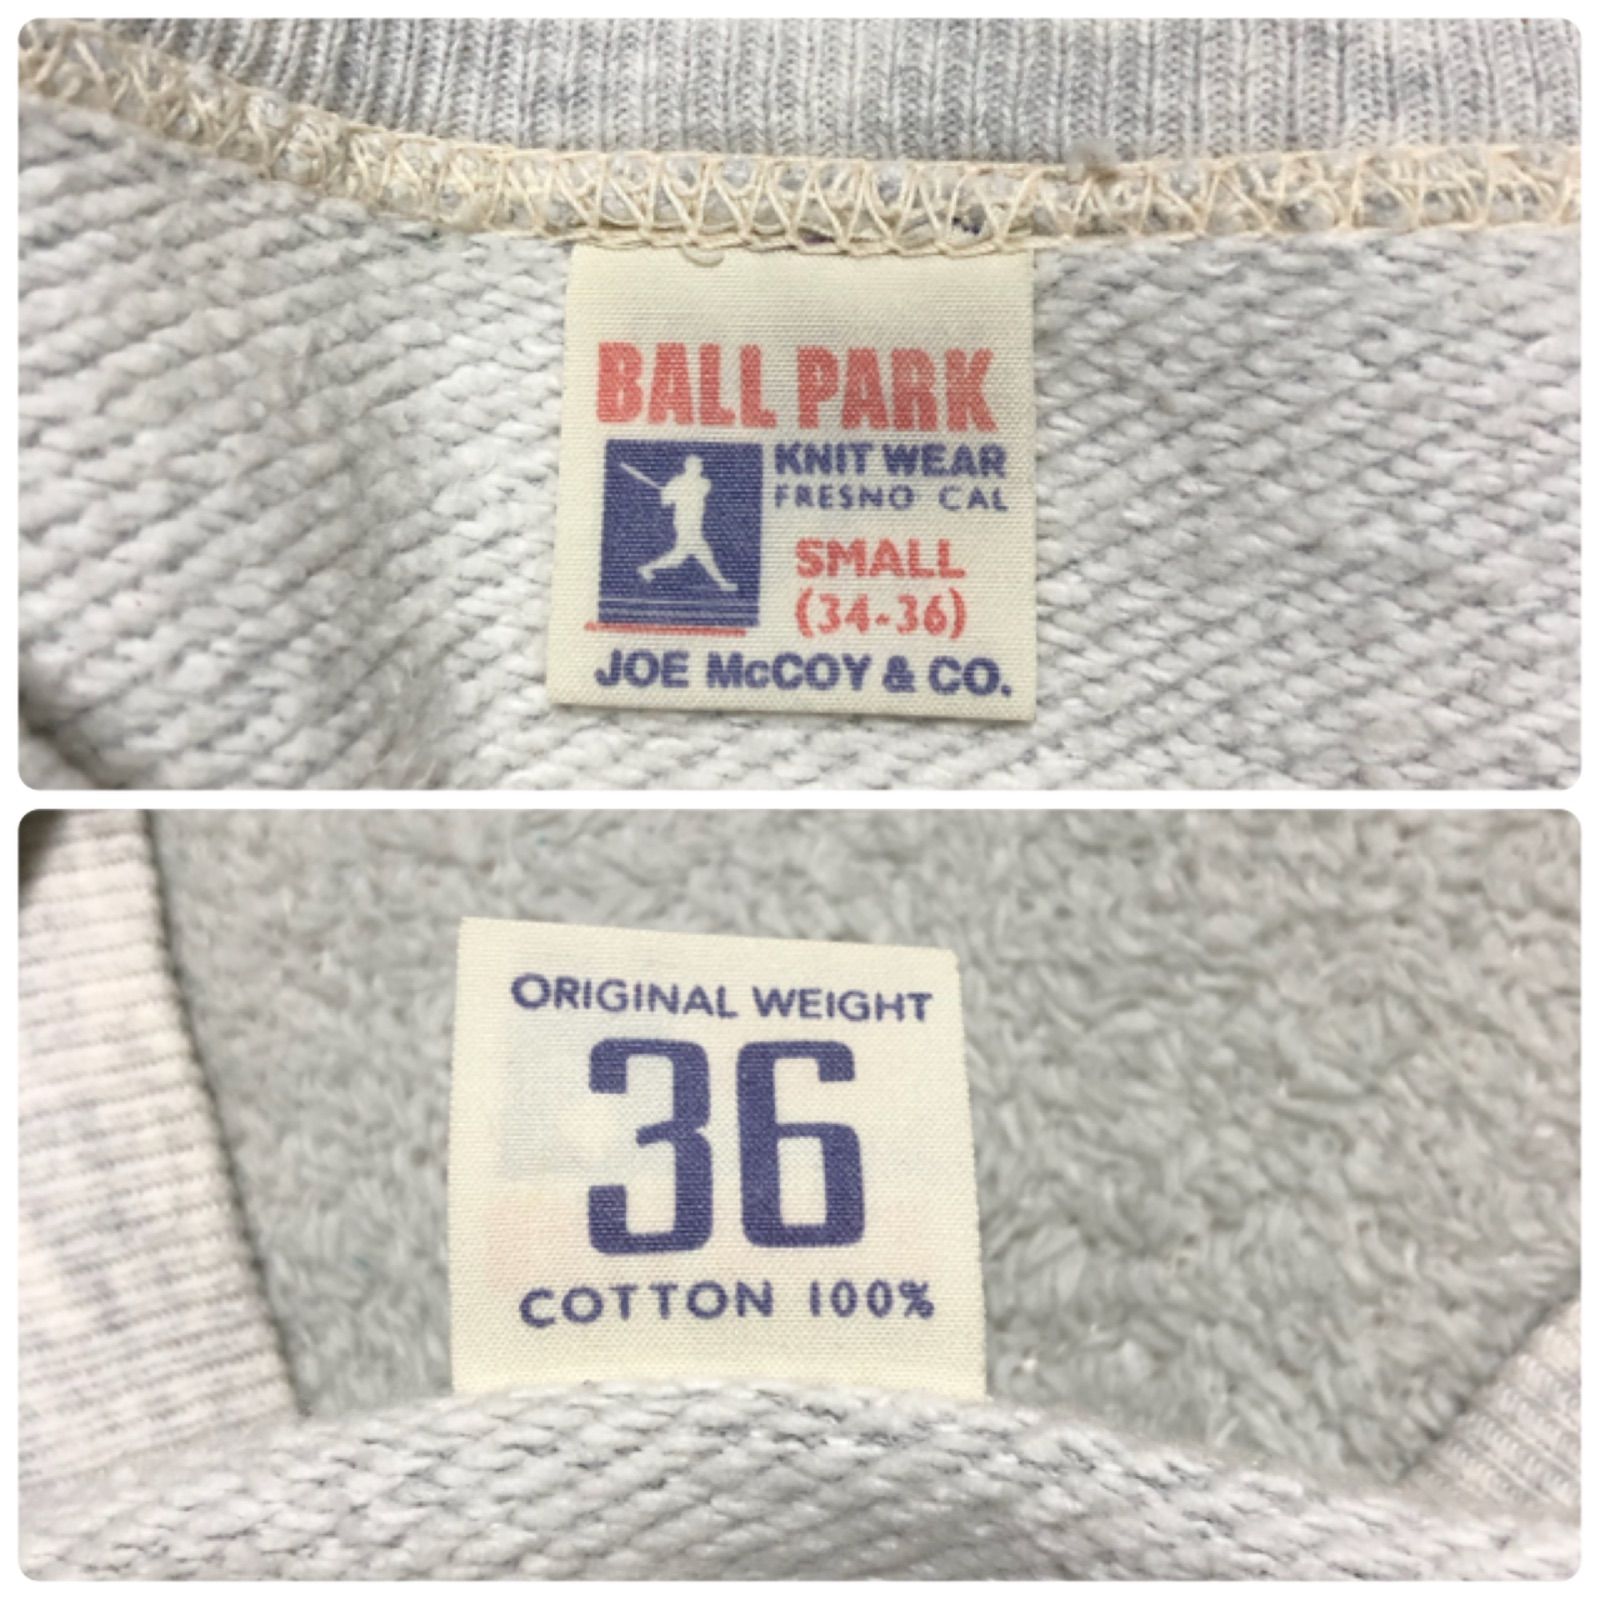 BALL PARK
KNIT WEAR
FRESNO CAL
SMALL
(34-36)
JOE McCOY & CO.
ORIGINAL WEIGHT
36
COTTON 100%